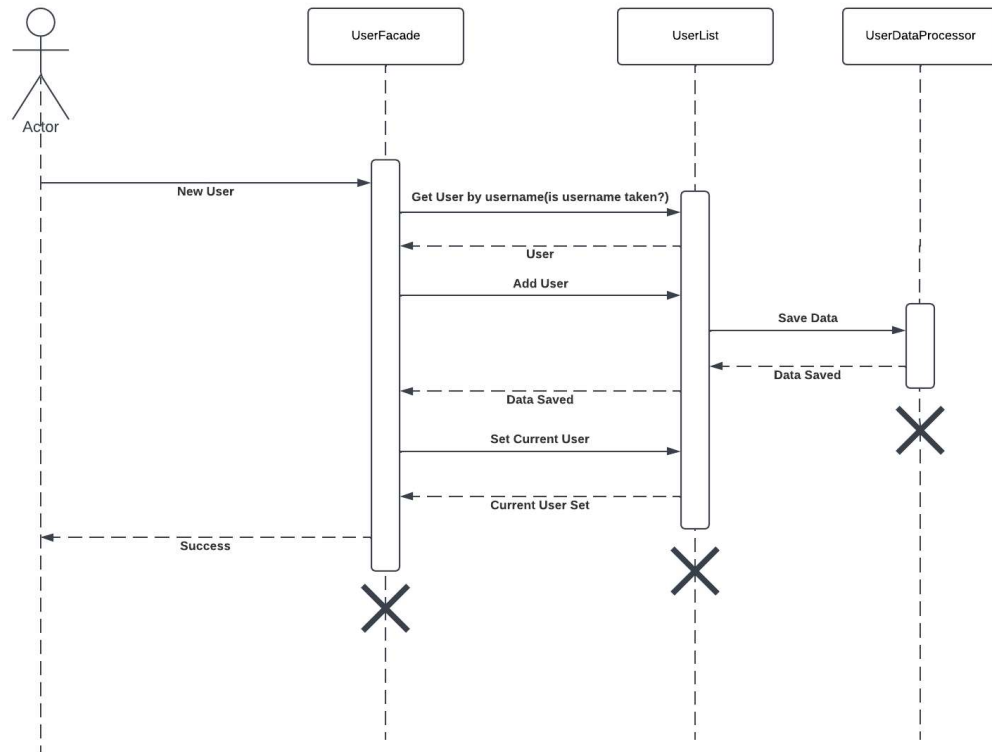 UserFacade
UserList
UserDataProcessor
Actor
New User
Get User by username(is username taken?)
User
Add User
Save Data
Data Saved
Data Saved
Set Current User
Current User Set
Success